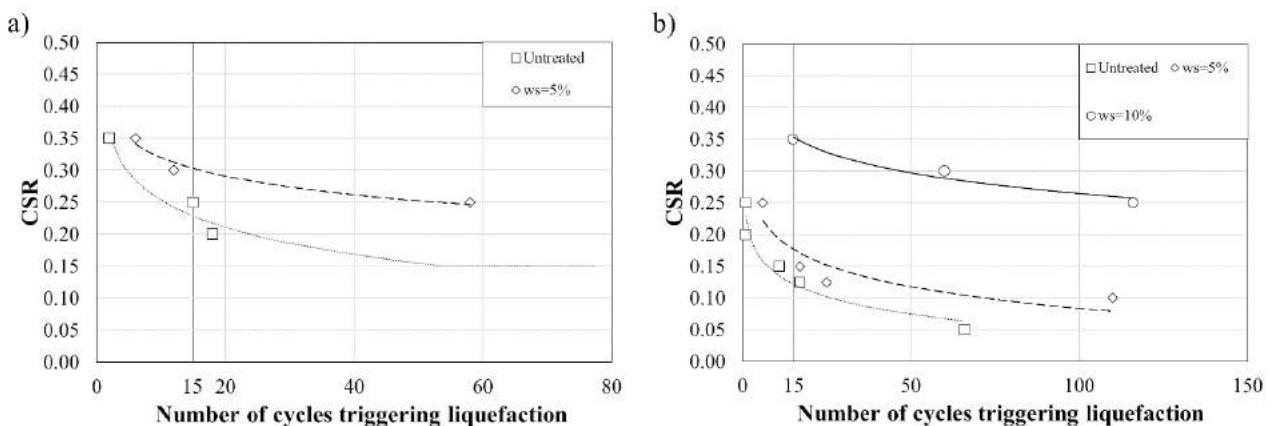 a)
0.50
0.45
0.40
0.35
0.30
0.25
0.20
0.15
0.10
0.05
0.00
CSR
0 15 20 40 60 80
Number of cycles triggering liquefaction
Untreated
ws=5%
b)
0.50
0.45
0.40
0.35
0.30
0.25
0.20
0.15
0.10
0.05
0.00
CSR
0 15 50 100 150
Number of cycles triggering liquefaction
Untreated ws=5%
ws=10%